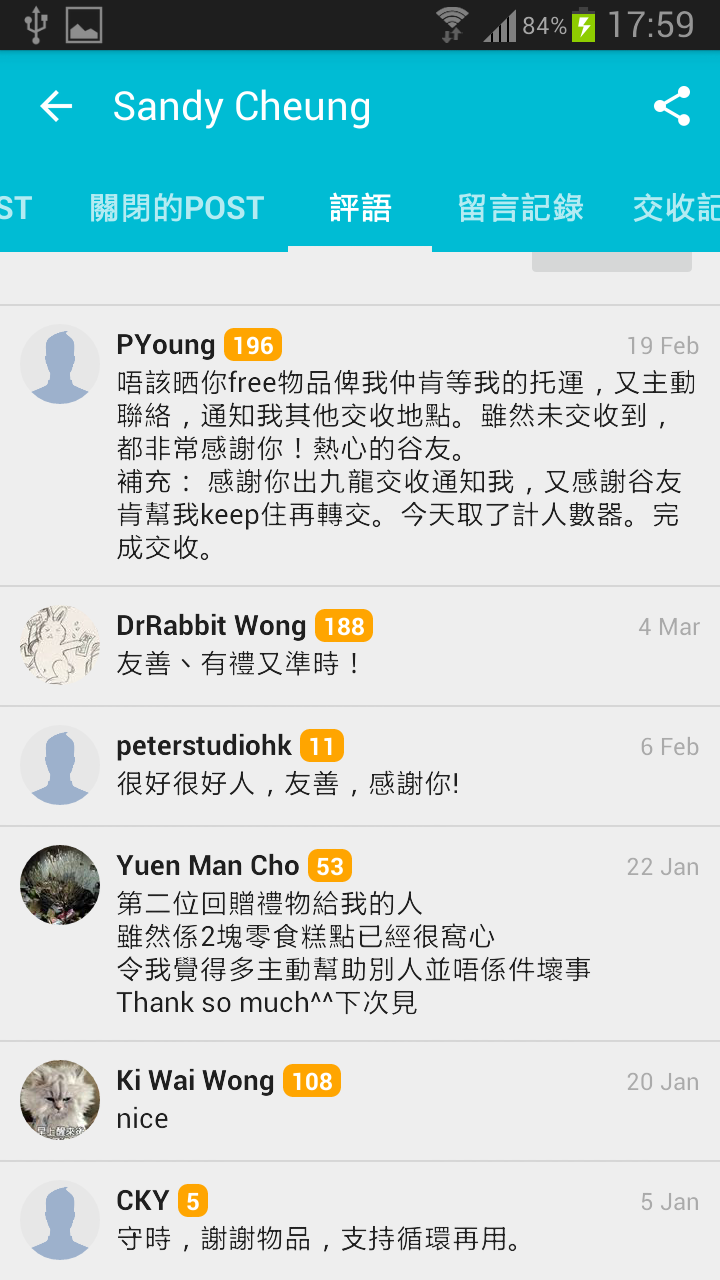 84% 17:59
Sandy Cheung
ST 關閉的POST 評語 留言記錄 交收記
PYoung 196 19 Feb
唔該晒你free物品俾我仲肯等我的托運，又主動
聯絡，通知我其他交收地點。雖然未交收到，
都非常感謝你！熱心的谷友。
補充： 感謝你出九龍交收通知我，又感謝谷友
肯幫我keep住再轉交。今天取了計人數器。完
成交收。
DrRabbit Wong 188 4 Mar
友善、有禮又準時！
peterstudiohk 11 6 Feb
很好很好人，友善，感謝你!
Yuen Man Cho 53 22 Jan
第二位回贈禮物給我的人
雖然係2塊零食糕點已經很窩心
令我覺得多主動幫助別人並唔係件壞事
Thank so much^^下次見
Ki Wai Wong 108 20 Jan
nice
早上醒來
CKY 5 5 Jan
守時，謝謝物品，支持循環再用。